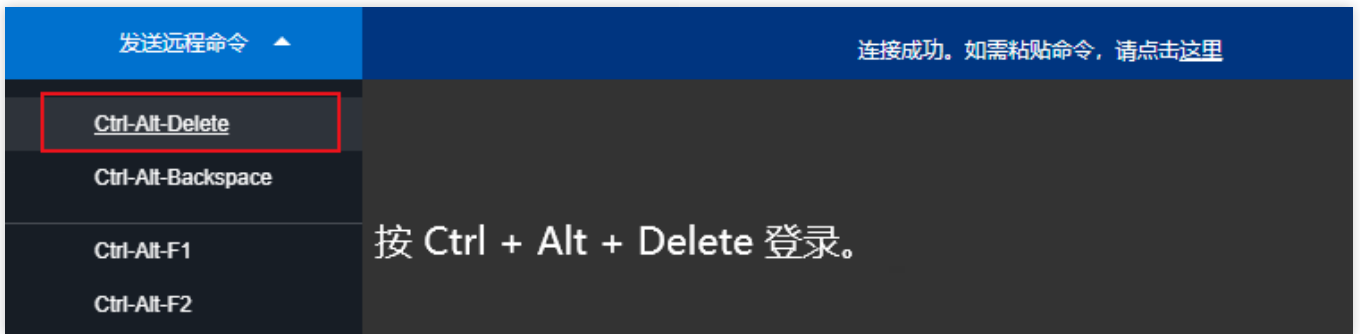 发送远程命令
连接成功。如需粘贴命令，请点击这里
Ctrl-Alt-Delete
Ctrl-Alt-Backspace
按 Ctrl + Alt + Delete 登录。
Ctrl-Alt-F1
Ctrl-Alt-F2